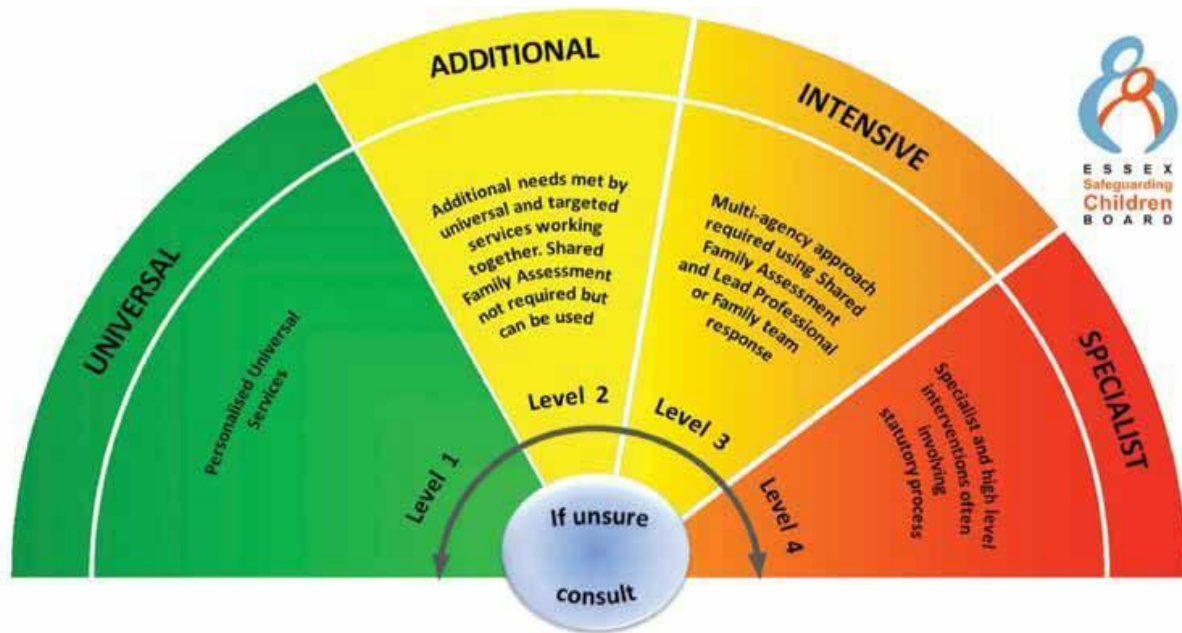 UNIVERSAL
Personalised Universal
Services
Level 1
ADDITIONAL
Additional needs met by
universal and targeted
services working
together. Shared
Family Assessment
not required but
can be used
Level 2
INTENSIVE
Multi-agency approach
required using Shared
Family Assessment
and Lead Professional
or Family team
response
Level 3
SPECIALIST
Specialist and high level
interventions often
involving
statutory process
Level 4
If unsure
consult
ESSEX
Safeguarding
Children
BOARD